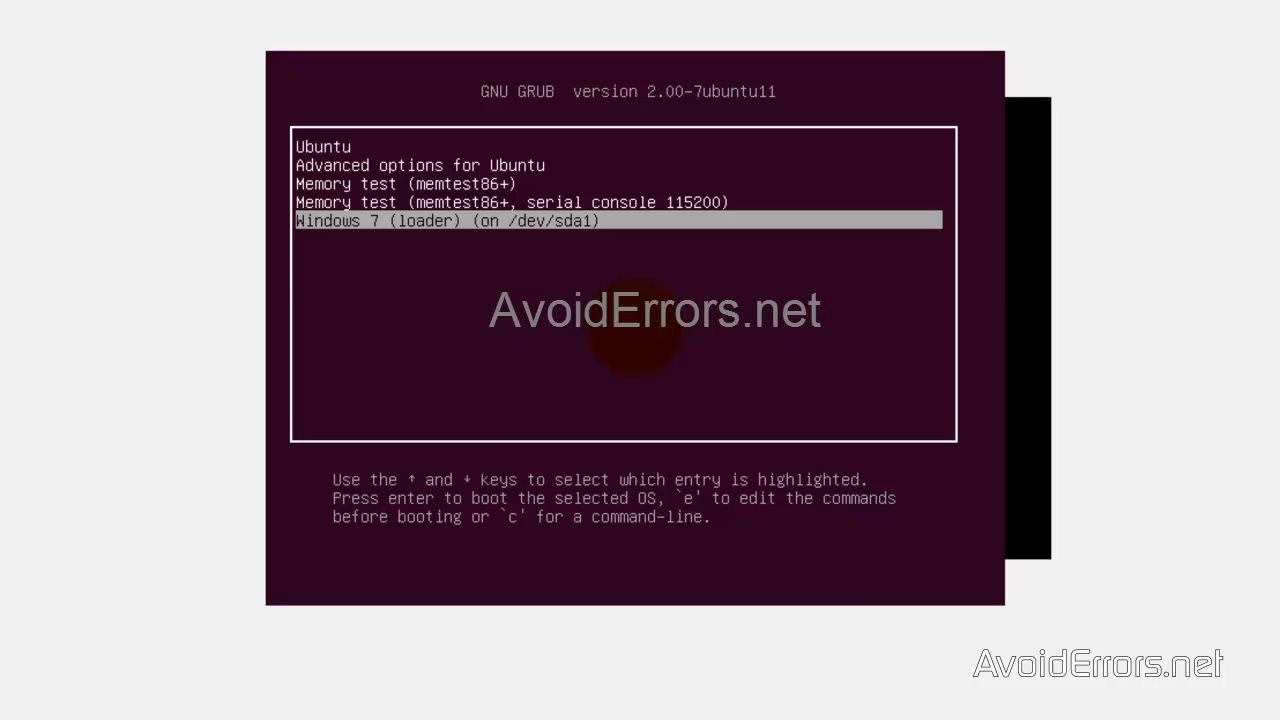 GNU GRUB  version 2.00-7ubuntu11
Ubuntu
Advanced options for Ubuntu
Memory test (memtest86+)
Memory test (memtest86+, serial console 115200)
Windows 7 (loader) (on /dev/sda1)
AvoidErrors.net
Use the ↑ and ↓ keys to select which entry is highlighted.
Press enter to boot the selected OS, `e' to edit the commands
before booting or `c' for a command-line.
AvoidErrors.net